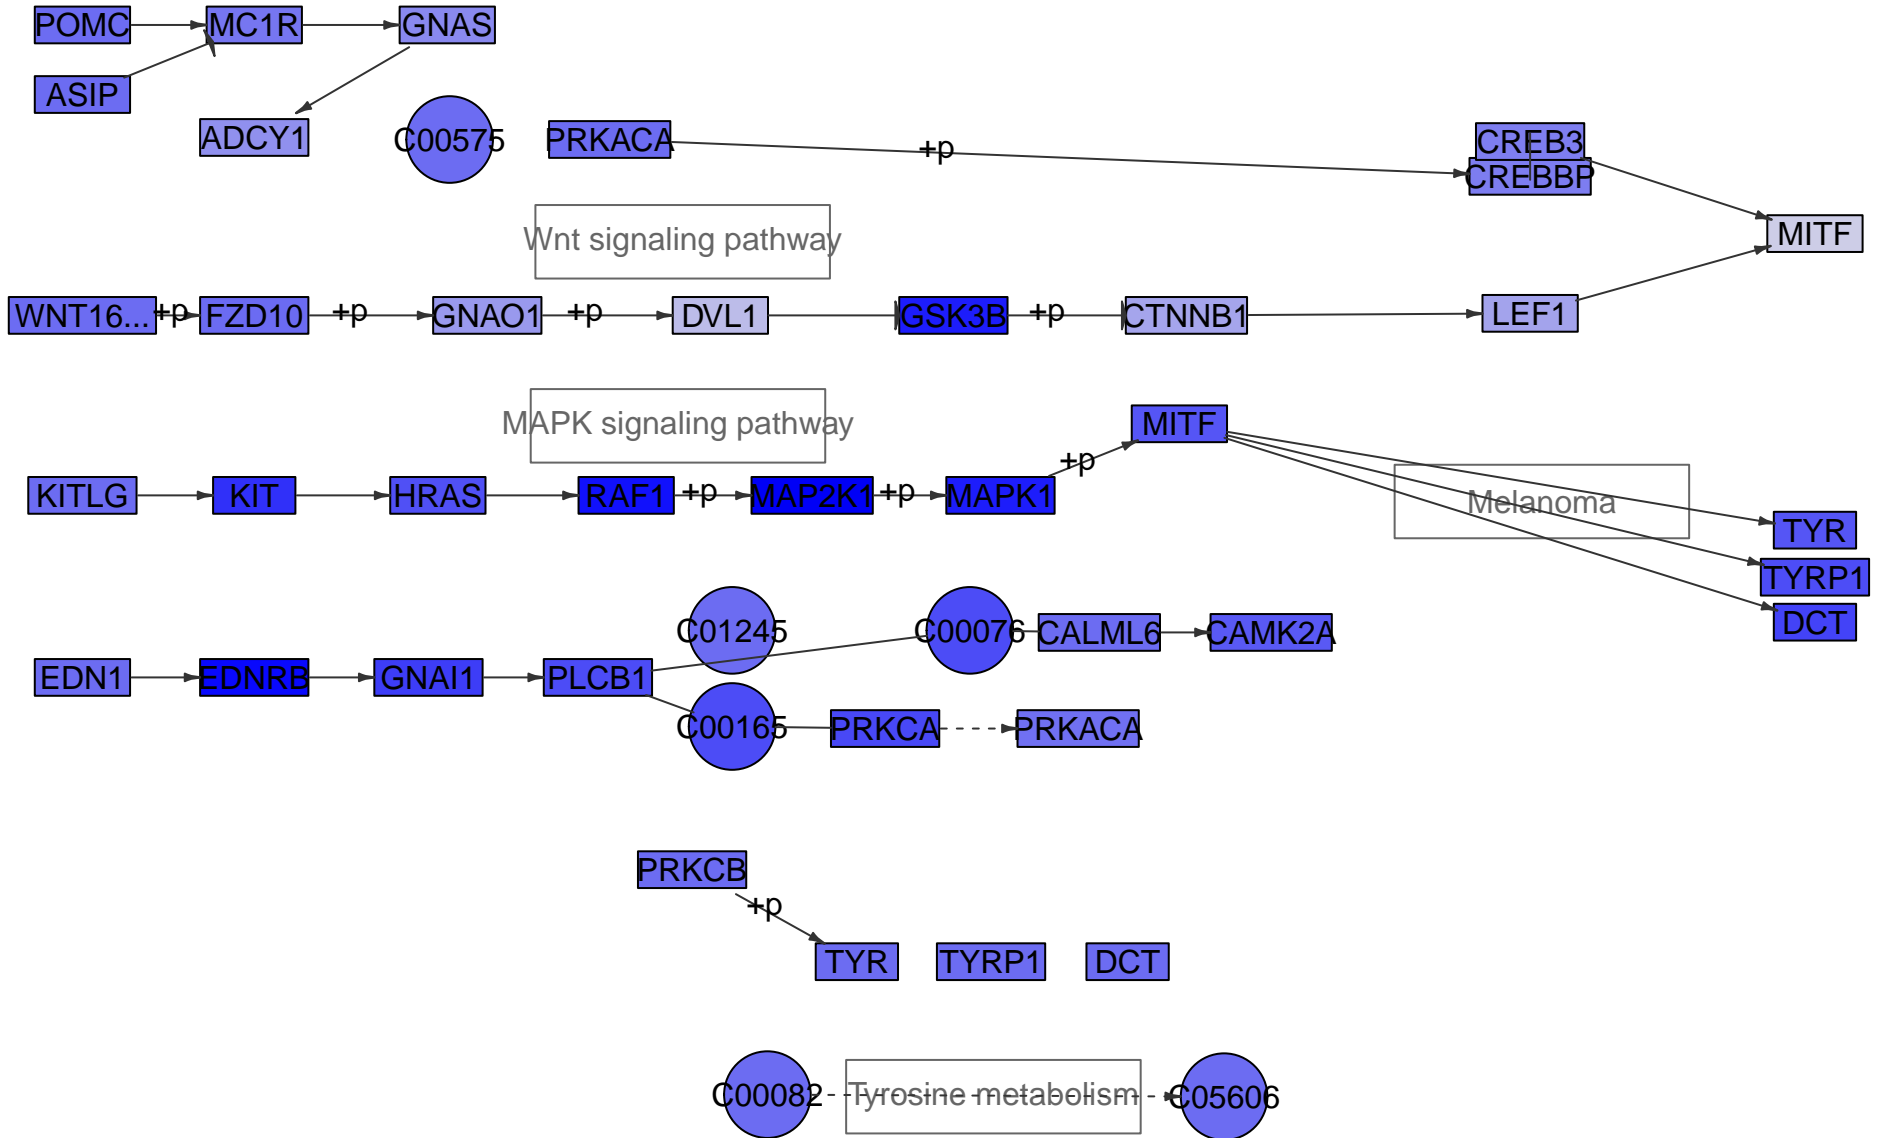 POMC
MC1R
GNAS
ASIP
ADCY1
C00575
PRKACA
+p
CREB3
CREBBP
Wnt signaling pathway
MITF
WNT16...
+p
FZD10
+p
GNAO1
+p
DVL1
GSK3B
+p
CTNNB1
LEF1
MAPK signaling pathway
MITF
+p
KITLG
KIT
HRAS
RAF1
+p
MAP2K1
+p
MAPK1
Melanoma
TYR
TYRP1
DCT
C01245
C00076
CALML6
CAMK2A
EDN1
EDNRB
GNAI1
PLCB1
C00165
PRKCA
PRKACA
PRKCB
+p
TYR
TYRP1
DCT
C00082
Tyrosine metabolism
C05606